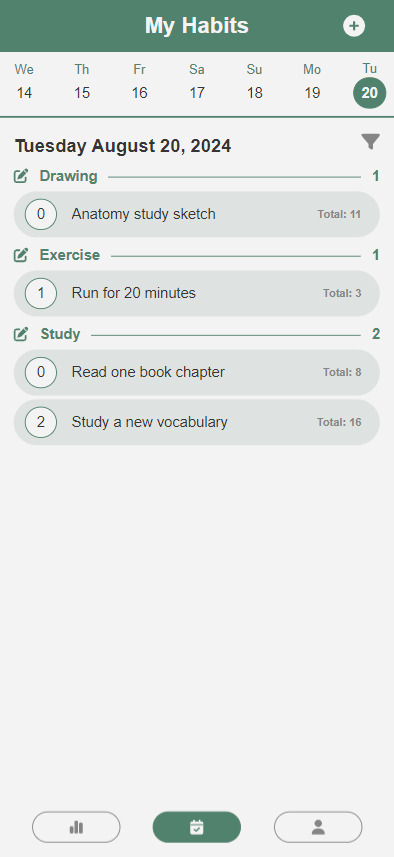 My Habits
We Th Fr Sa Su Mo Tu
14 15 16 17 18 19 20
Tuesday August 20, 2024
Drawing 1
0 Anatomy study sketch Total: 11
Exercise 1
1 Run for 20 minutes Total: 3
Study 2
0 Read one book chapter Total: 8
2 Study a new vocabulary Total: 16